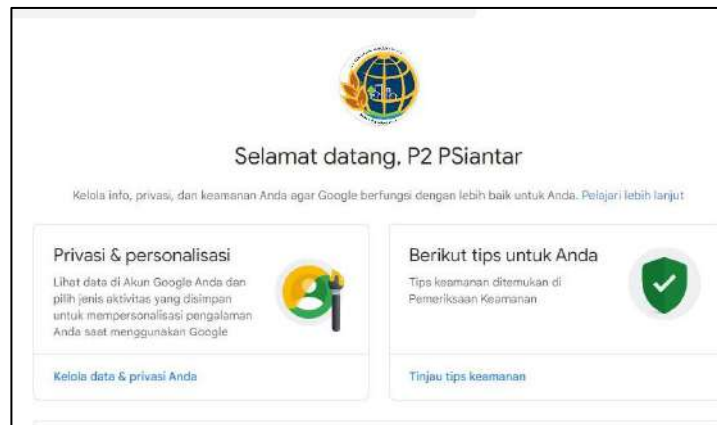 Selamat datang, P2 PSiantar
Kelola info, privasi, dan keamanan Anda agar Google berfungsi dengan lebih baik untuk Anda. Pelajari lebih lanjut
Privasi & personalisasi
Lihat data di Akun Google Anda dan
pilih jenis aktivitas yang disimpan
untuk mempersonalisasi pengalaman
Anda saat menggunakan Google
Kelola data & privasi Anda
Berikut tips untuk Anda
Tips keamanan ditemukan di
Pemeriksaan Keamanan
Tinjau tips keamanan